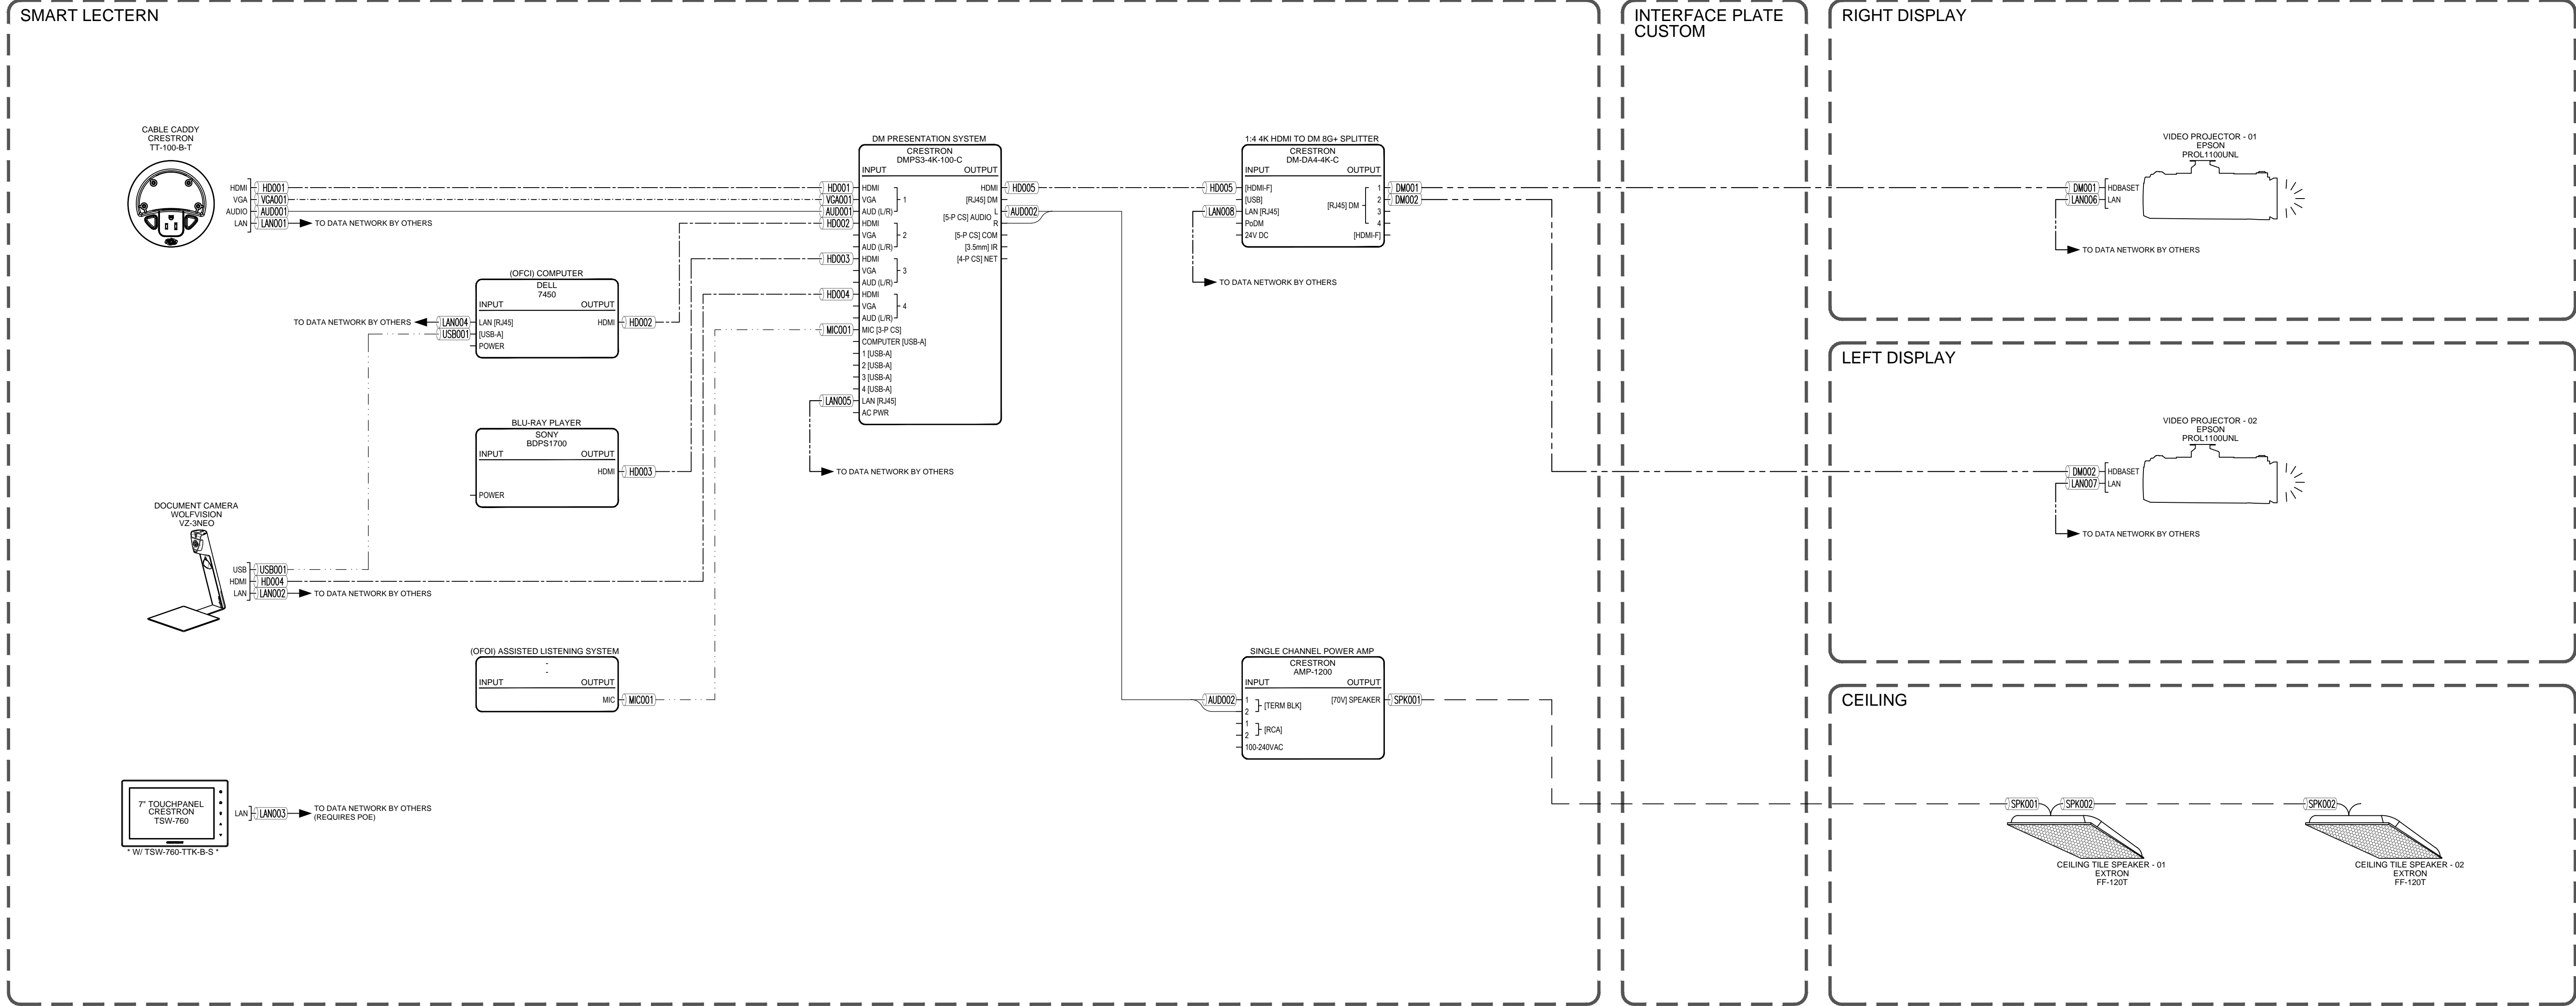 SMART LECTERN
CABLE CADDY
CRESTRON
TT-100-B-T
HDMI HD001
VGA VGA001
AUDIO AUD001
LAN LAN001 TO DATA NETWORK BY OTHERS
(OFCI) COMPUTER
DELL
7450
INPUT OUTPUT
TO DATA NETWORK BY OTHERS LAN004 LAN [RJ45] HDMI HD002
USB001 [USB-A]
POWER
BLU-RAY PLAYER
SONY
BDPS1700
INPUT OUTPUT
HDMI HD003
POWER
DOCUMENT CAMERA
WOLFVISION
VZ-3NEO
USB USB001
HDMI HD004
LAN LAN002 TO DATA NETWORK BY OTHERS
(OFOI) ASSISTED LISTENING SYSTEM
-
-
INPUT OUTPUT
MIC MIC001
7" TOUCHPANEL
CRESTRON
TSW-760
* W/ TSW-760-TTK-B-S *
LAN LAN003 TO DATA NETWORK BY OTHERS
(REQUIRES POE)
DM PRESENTATION SYSTEM
CRESTRON
DMPS3-4K-100-C
INPUT OUTPUT
HD001 HDMI
VGA001 VGA 1
AUD001 AUD (L/R)
HD002 HDMI
VGA 2
AUD (L/R)
HD003 HDMI
VGA 3
AUD (L/R)
HD004 HDMI
VGA 4
AUD (L/R)
MIC001 MIC [3-P CS]
COMPUTER [USB-A]
1 [USB-A]
2 [USB-A]
3 [USB-A]
4 [USB-A]
LAN005 LAN [RJ45]
AC PWR
HDMI HD005
[RJ45] DM
[5-P CS] AUDIO L AUD002
R
[5-P CS] COM
[3.5mm] IR
[4-P CS] NET
TO DATA NETWORK BY OTHERS
1:4 4K HDMI TO DM 8G+ SPLITTER
CRESTRON
DM-DA4-4K-C
INPUT OUTPUT
HD005 [HDMI-F]
[USB]
LAN008 LAN [RJ45]
PoDM
24V DC
[RJ45] DM
1 DM001
2 DM002
3
4
[HDMI-F]
TO DATA NETWORK BY OTHERS
SINGLE CHANNEL POWER AMP
CRESTRON
AMP-1200
INPUT OUTPUT
AUD002 1
2 [TERM BLK]
1
2 [RCA]
100-240VAC
[70V] SPEAKER SPK001
INTERFACE PLATE
CUSTOM
RIGHT DISPLAY
VIDEO PROJECTOR - 01
EPSON
PROL1100UNL
DM001 HDBASET
LAN006 LAN
TO DATA NETWORK BY OTHERS
LEFT DISPLAY
VIDEO PROJECTOR - 02
EPSON
PROL1100UNL
DM002 HDBASET
LAN007 LAN
TO DATA NETWORK BY OTHERS
CEILING
SPK001 SPK002 SPK002
CEILING TILE SPEAKER - 01
EXTRON
FF-120T
CEILING TILE SPEAKER - 02
EXTRON
FF-120T